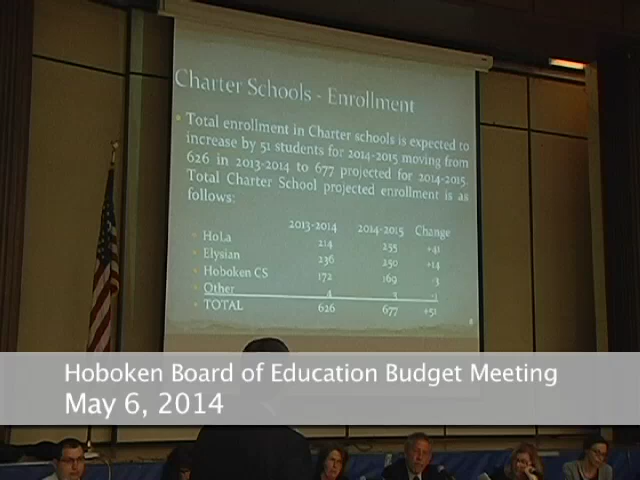 Charter Schools - Enrollment
Total enrollment in Charter schools is expected to
increase by 51 students for 2014-2015 moving from
626 in 2013-2014 to 677 projected for 2014-2015.
Total Charter School projected enrollment is as
follows:
2013-2014 2014-2015 Change
HoLa 214 255 +41
Elysian 236 250 +14
Hoboken CS 172 169 -3
Other 4 3 -1
TOTAL 626 677 +51
Hoboken Board of Education Budget Meeting
May 6, 2014